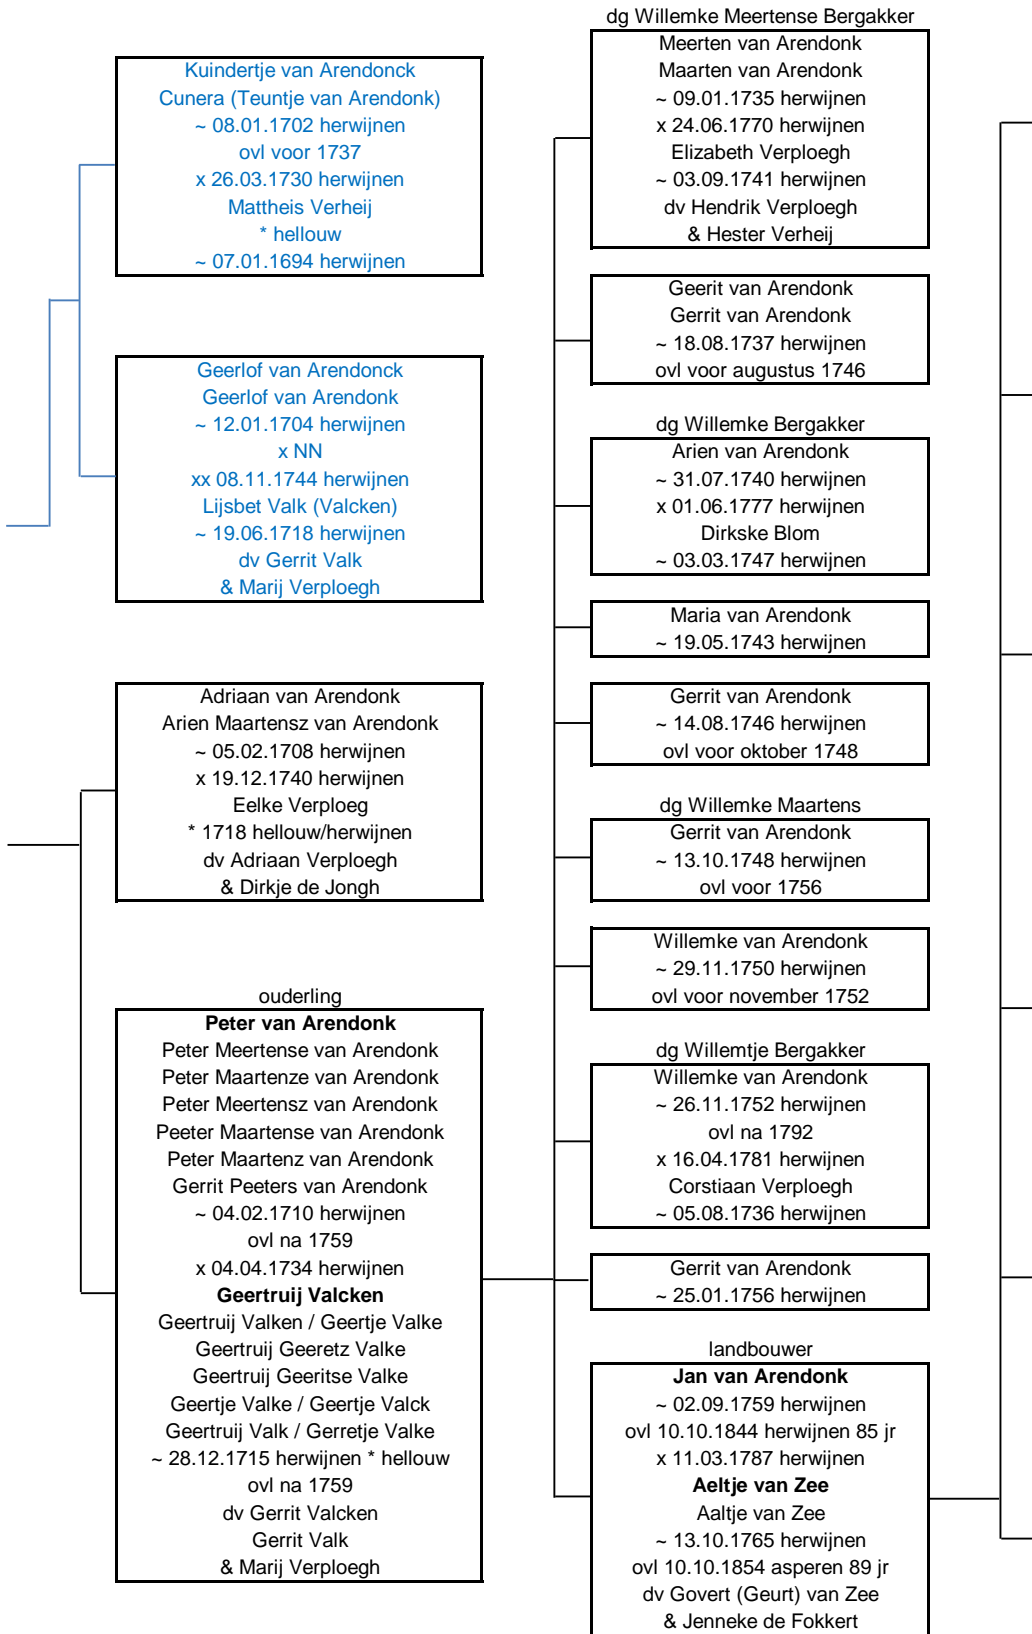 Kuindertje van Arendonck
Cunera (Teuntje van Arendonk)
~ 08.01.1702 herwijnen
ovl voor 1737
x 26.03.1730 herwijnen
Mattheis Verheij
* hellouw
~ 07.01.1694 herwijnen
Geerlof van Arendonck
Geerlof van Arendonk
~ 12.01.1704 herwijnen
x NN
xx 08.11.1744 herwijnen
Lijsbet Valk (Valcken)
~ 19.06.1718 herwijnen
dv Gerrit Valk
& Marij Verploegh
Adriaan van Arendonk
Arien Maartensz van Arendonk
~ 05.02.1708 herwijnen
x 19.12.1740 herwijnen
Eelke Verploeg
* 1718 hellouw/herwijnen
dv Adriaan Verploegh
& Dirkje de Jongh
ouderling
Peter van Arendonk
Peter Meertense van Arendonk
Peter Maartenze van Arendonk
Peter Meertensz van Arendonk
Peeter Maartense van Arendonk
Peter Maartenz van Arendonk
Gerrit Peeters van Arendonk
~ 04.02.1710 herwijnen
ovl na 1759
x 04.04.1734 herwijnen
Geertruij Valcken
Geertruij Valken / Geertje Valke
Geertruij Geeretz Valke
Geertruij Geeritse Valke
Geertje Valke / Geertje Valck
Geertruij Valk / Gerretje Valke
~ 28.12.1715 herwijnen * hellouw
ovl na 1759
dv Gerrit Valcken
Gerrit Valk
& Marij Verploegh
dg Willemke Meertense Bergakker
Meerten van Arendonk
Maarten van Arendonk
~ 09.01.1735 herwijnen
x 24.06.1770 herwijnen
Elizabeth Verploegh
~ 03.09.1741 herwijnen
dv Hendrik Verploegh
& Hester Verheij
Geerit van Arendonk
Gerrit van Arendonk
~ 18.08.1737 herwijnen
ovl voor augustus 1746
dg Willemke Bergakker
Arien van Arendonk
~ 31.07.1740 herwijnen
x 01.06.1777 herwijnen
Dirkske Blom
~ 03.03.1747 herwijnen
Maria van Arendonk
~ 19.05.1743 herwijnen
Gerrit van Arendonk
~ 14.08.1746 herwijnen
ovl voor oktober 1748
dg Willemke Maartens
Gerrit van Arendonk
~ 13.10.1748 herwijnen
ovl voor 1756
Willemke van Arendonk
~ 29.11.1750 herwijnen
ovl voor november 1752
dg Willemtje Bergakker
Willemke van Arendonk
~ 26.11.1752 herwijnen
ovl na 1792
x 16.04.1781 herwijnen
Corstiaan Verploegh
~ 05.08.1736 herwijnen
Gerrit van Arendonk
~ 25.01.1756 herwijnen
landbouwer
Jan van Arendonk
~ 02.09.1759 herwijnen
ovl 10.10.1844 herwijnen 85 jr
x 11.03.1787 herwijnen
Aeltje van Zee
Aaltje van Zee
~ 13.10.1765 herwijnen
ovl 10.10.1854 asperen 89 jr
dv Govert (Geurt) van Zee
& Jenneke de Fokkert